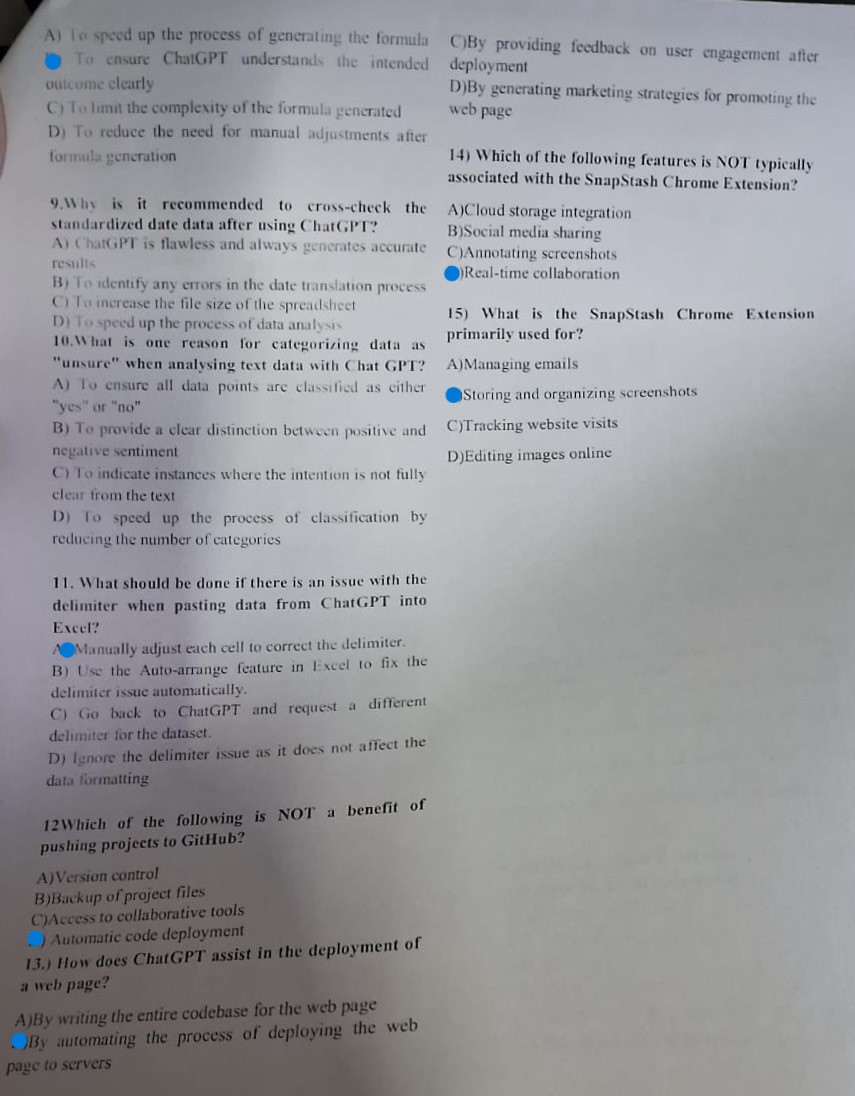 A) To speed up the process of generating the formula
To ensure ChatGPT understands the intended
outcome clearly
C) To limit the complexity of the formula generated
D) To reduce the need for manual adjustments after
formula generation
9.Why is it recommended to cross-check the
standardized date data after using ChatGPT?
A) ChatGPT is flawless and always generates accurate
results
B) To identify any errors in the date translation process
C) To increase the file size of the spreadsheet
D) To speed up the process of data analysis
10.What is one reason for categorizing data as
"unsure" when analysing text data with Chat GPT?
A) To ensure all data points are classified as either
"yes" or "no"
B) To provide a clear distinction between positive and
negative sentiment
C) To indicate instances where the intention is not fully
clear from the text
D) To speed up the process of classification by
reducing the number of categories
11. What should be done if there is an issue with the
delimiter when pasting data from ChatGPT into
Excel?
A Manually adjust each cell to correct the delimiter.
B) Use the Auto-arrange feature in Excel to fix the
delimiter issue automatically.
C) Go back to ChatGPT and request a different
delimiter for the dataset.
D) Ignore the delimiter issue as it does not affect the
data formatting
12Which of the following is NOT a benefit of
pushing projects to GitHub?
A)Version control
B)Backup of project files
C)Access to collaborative tools
) Automatic code deployment
13.) How does ChatGPT assist in the deployment of
a web page?
A)By writing the entire codebase for the web page
)By automating the process of deploying the web
page to servers
C)By providing feedback on user engagement after
deployment
D)By generating marketing strategies for promoting the
web page
14) Which of the following features is NOT typically
associated with the SnapStash Chrome Extension?
A)Cloud storage integration
B)Social media sharing
C)Annotating screenshots
)Real-time collaboration
15) What is the SnapStash Chrome Extension
primarily used for?
A)Managing emails
)Storing and organizing screenshots
C)Tracking website visits
D)Editing images online